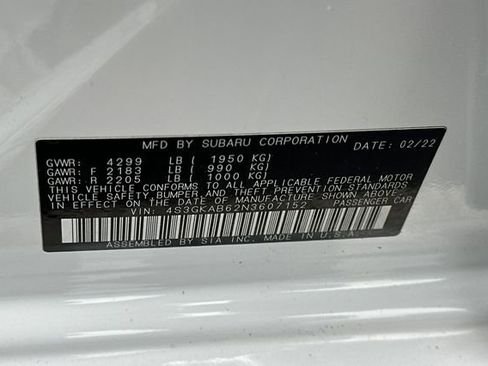 MFD BY SUBARU CORPORATION DATE: 02/22
GVWR: 4299 LB( 1950 KG)
GAWR: F 2183 LB( 990 KG)
GAWR: R 2205 LB( 1000 KG)
THIS VEHICLE CONFORMS TO ALL APPLICABLE FEDERAL MOTOR
VEHICLE SAFETY, BUMPER AND THEFT PREVENTION STANDARDS
IN EFFECT ON THE DATE OF MANUFACTURE SHOWN ABOVE.
VIN: 4S3GKAB62N3607152 PASSENGER CAR
ASSEMBLED BY SIA INC. MADE IN U.S.A.